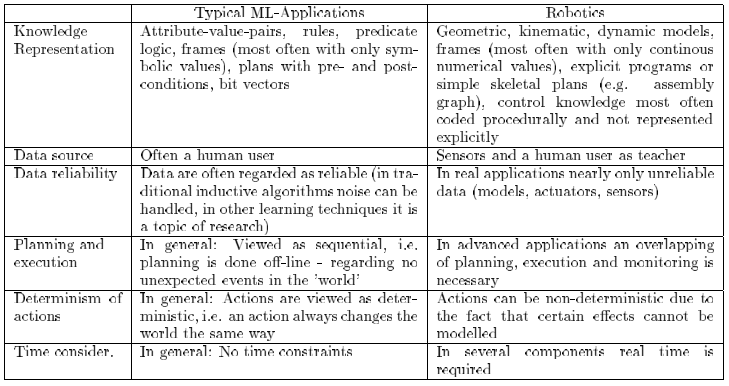 Typical ML-Applications Robotics
Knowledge Representation
Attribute-value-pairs, rules, predicate
logic, frames (most often with only sym-
bolic values), plans with pre- and post-
conditions, bit vectors
Geometric, kinematic, dynamic models,
frames (most often with only continous
numerical values), explicit programs or
simple skeletal plans (e.g. assembly
graph), control knowledge most often
coded procedurally and not represented
explicitly
Data source
Often a human user
Sensors and a human user as teacher
Data reliability
Data are often regarded as reliable (in tra-
ditional inductive algorithms noise can be
handled, in other learning techniques it is
a topic of research)
In real applications nearly only unreliable
data (models, actuators, sensors)
Planning and
execution
In general: Viewed as sequential, i.e.
planning is done off-line - regarding no
unexpected events in the 'world'
In advanced applications an overlapping
of planning, execution and monitoring is
necessary
Determinism of
actions
In general: Actions are viewed as deter-
ministic, i.e. an action always changes the
world the same way
Actions can be non-deterministic due to
the fact that certain effects cannot be
modelled
Time consider.
In general: No time constraints
In several components real time is
required